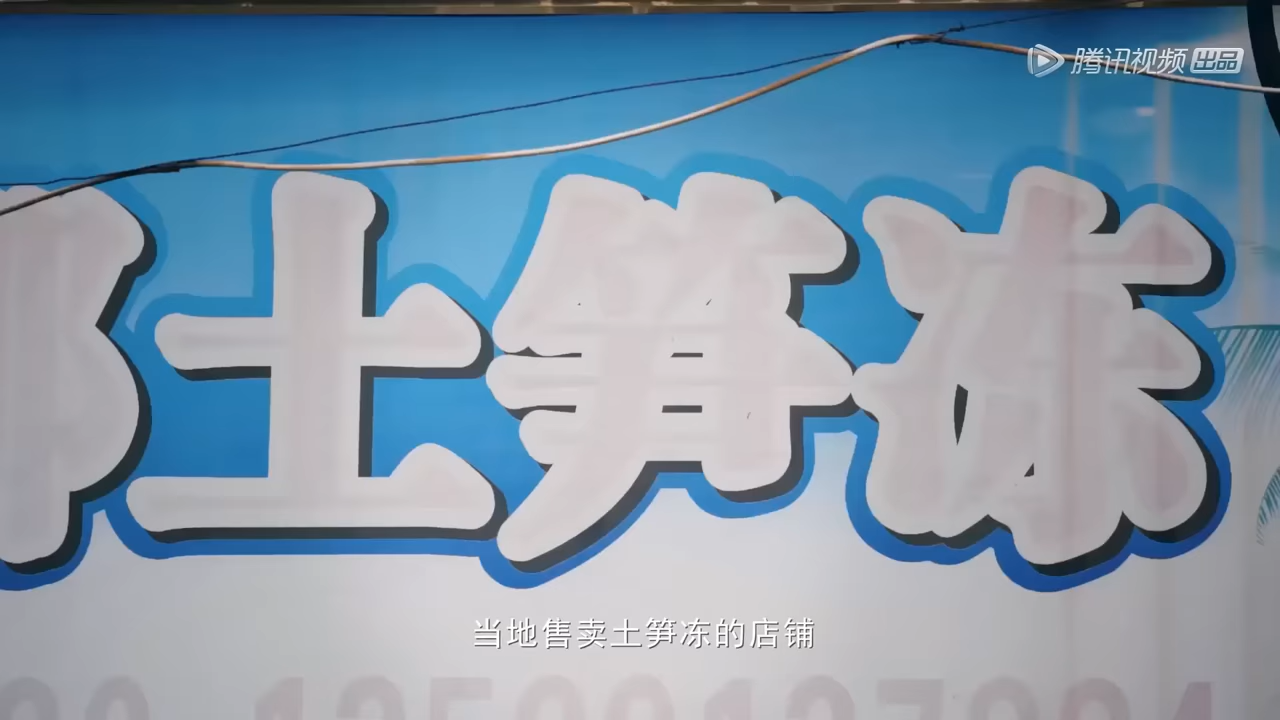 腾讯视频 出品
土笋冻
当地售卖土笋冻的店铺